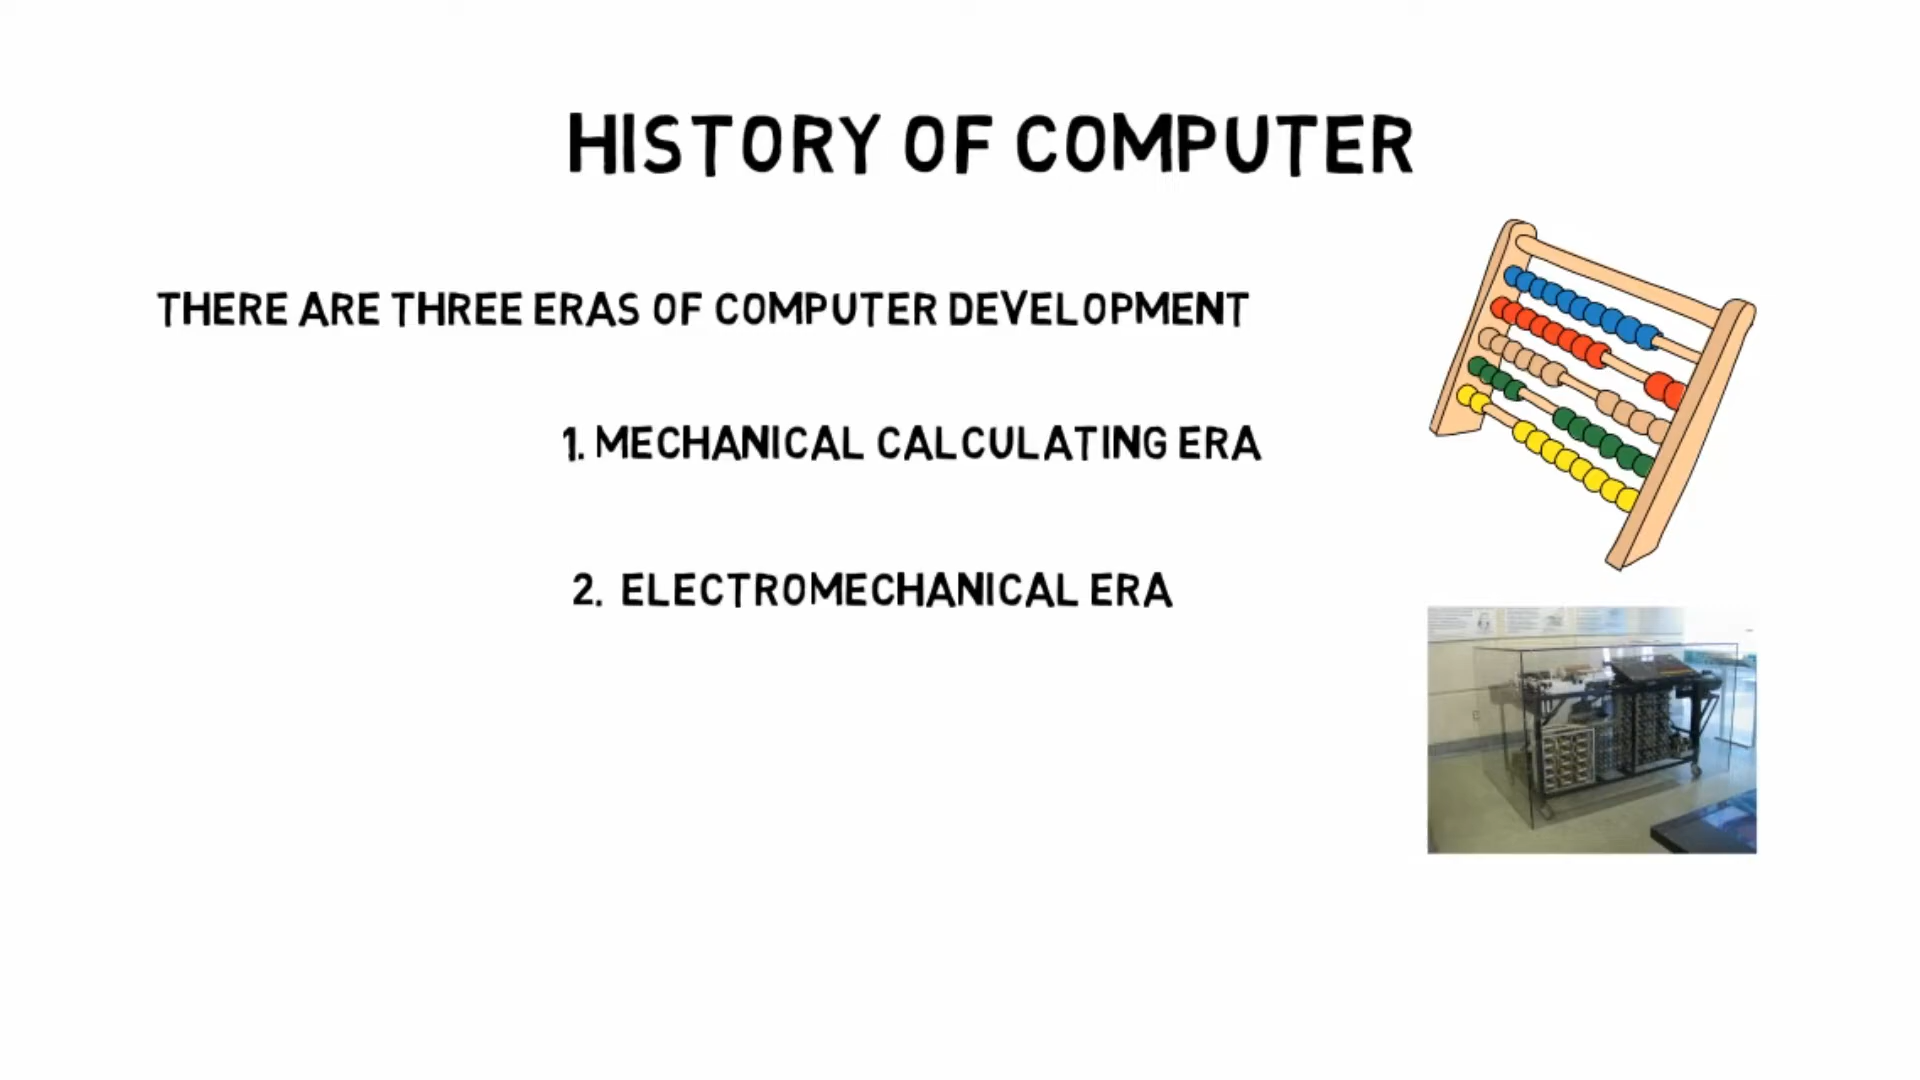 HISTORY OF COMPUTER
THERE ARE THREE ERAS OF COMPUTER DEVELOPMENT
1. MECHANICAL CALCULATING ERA
2. ELECTROMECHANICAL ERA